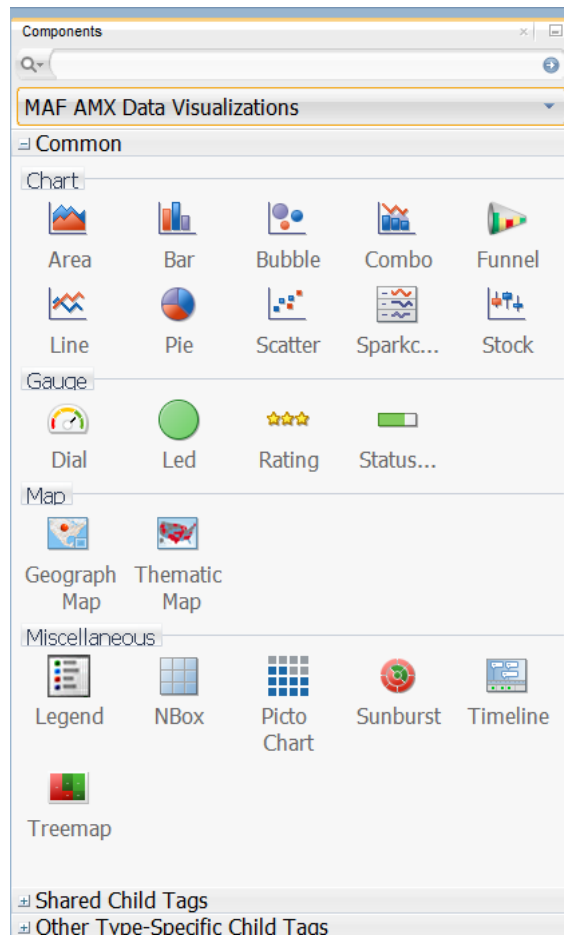 Components
MAF AMX Data Visualizations
Common
Chart
Area Bar Bubble Combo Funnel
Line Pie Scatter Sparkc... Stock
Gauge
Dial Led Rating Status...
Map
Geograph Thematic
Map Map
Miscellaneous
Legend NBox Picto Sunburst Timeline
Chart
Treemap
Shared Child Tags
Other Type-Specific Child Tags